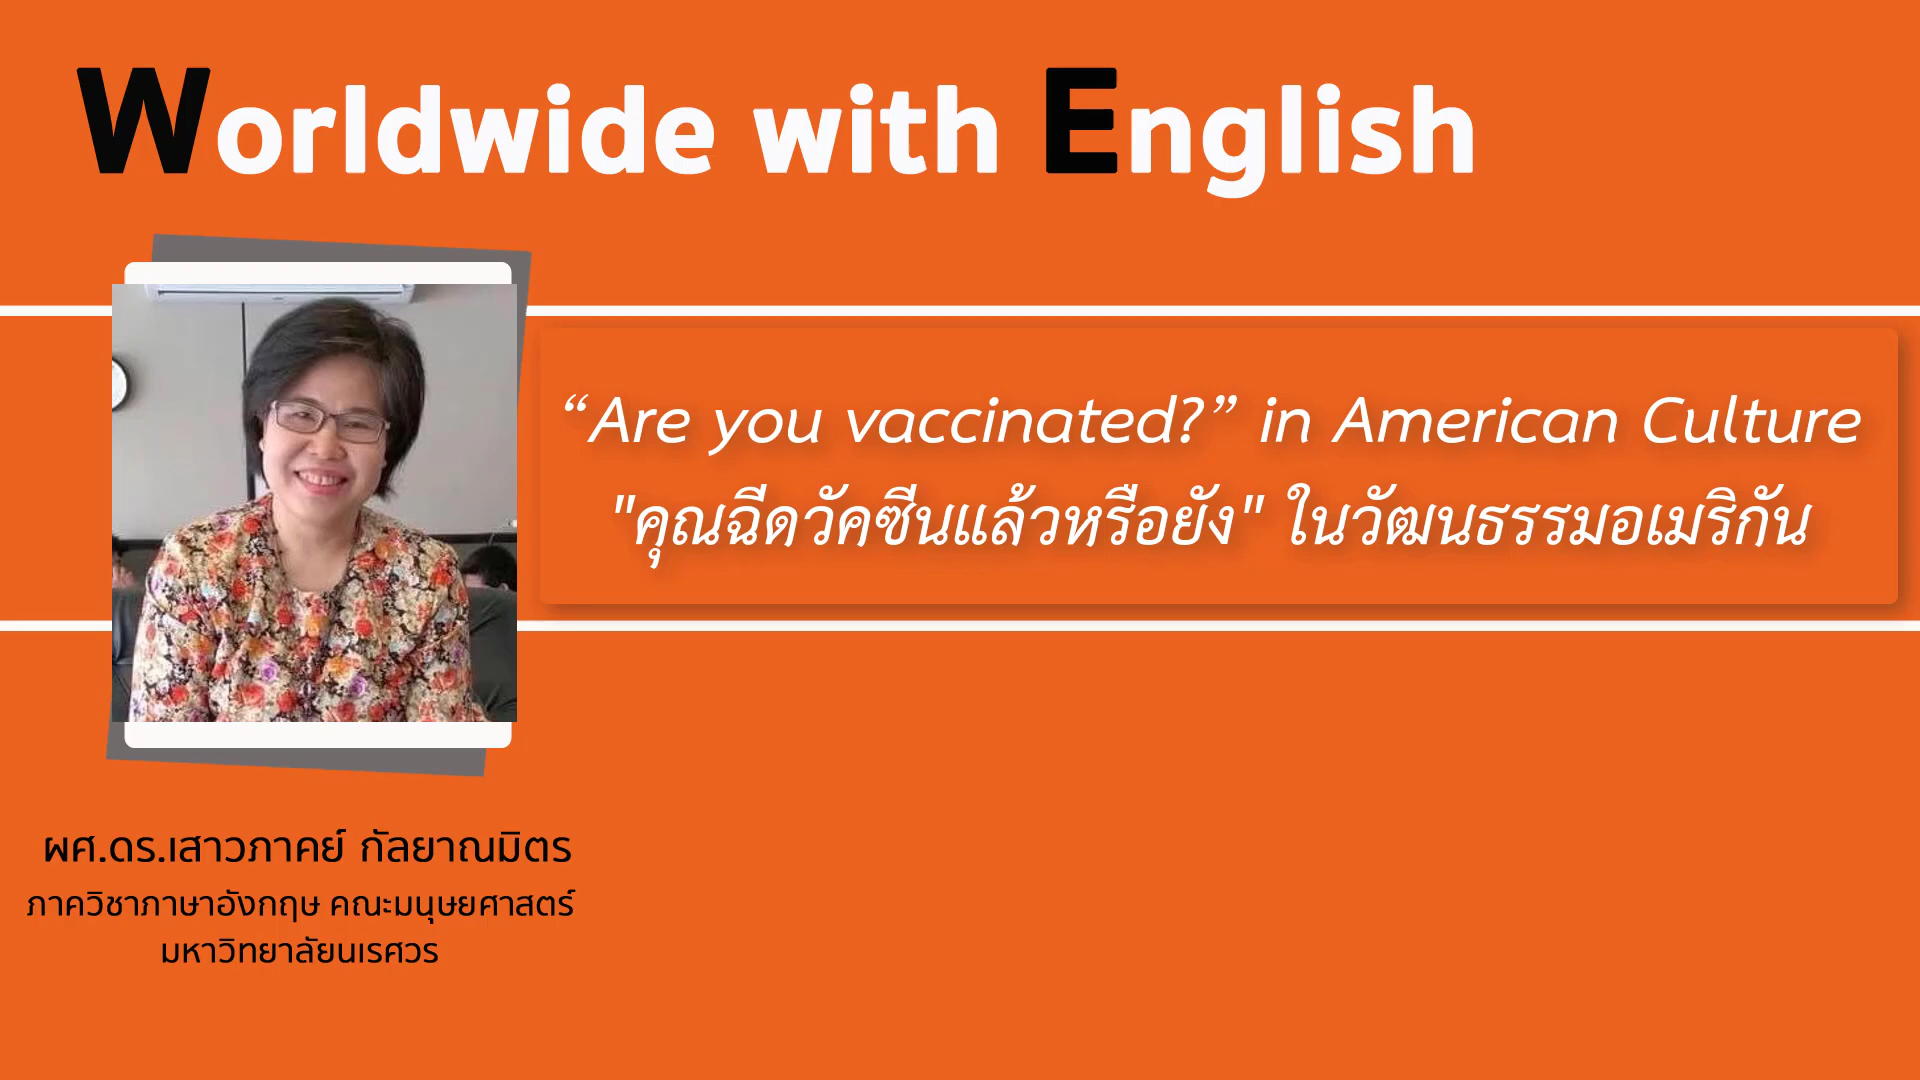 Worldwide with English
“Are you vaccinated?” in American Culture
"คุณฉีดวัคซีนแล้วหรือยัง" ในวัฒนธรรมอเมริกัน
ผศ.ดร.เสาวภาคย์ กัลยาณมิตร
ภาควิชาภาษาอังกฤษ คณะมนุษยศาสตร์
มหาวิทยาลัยนเรศวร